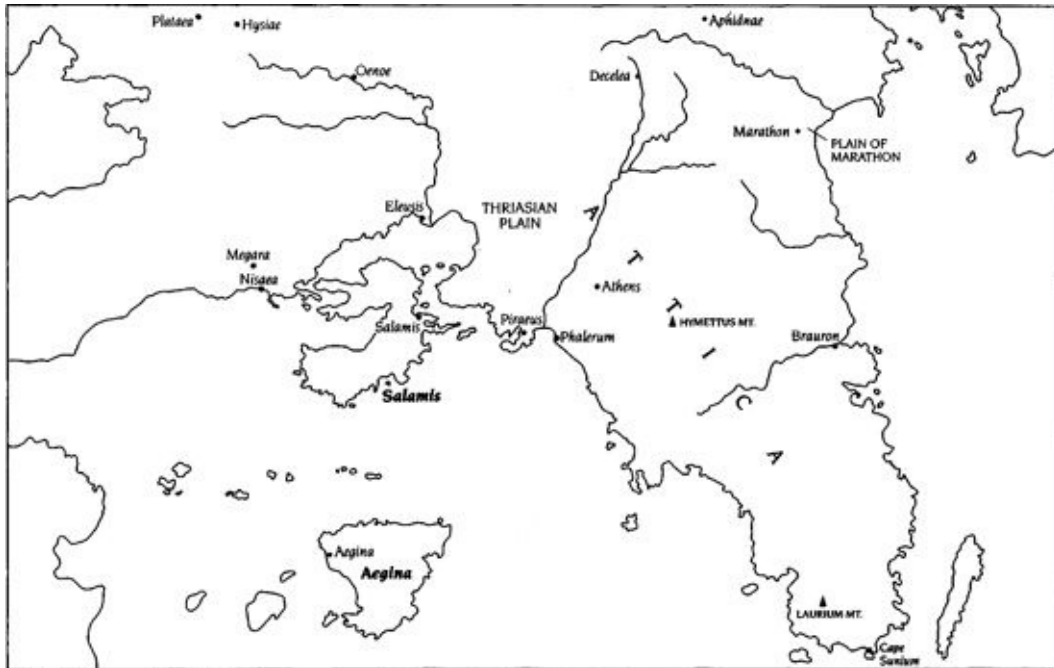 Plataea
Hysiae
Aphidnae
Oenoe
Decelea
Marathon
PLAIN OF
MARATHON
Eleusis
THRIASIAN
PLAIN
ATTICA
Megara
Nisaea
Athens
Salamis
Piraeus
Phalerum
HYMETTUS MT.
Brauron
Salamis
Aegina
Aegina
LAURIUM MT.
Cape
Sunium